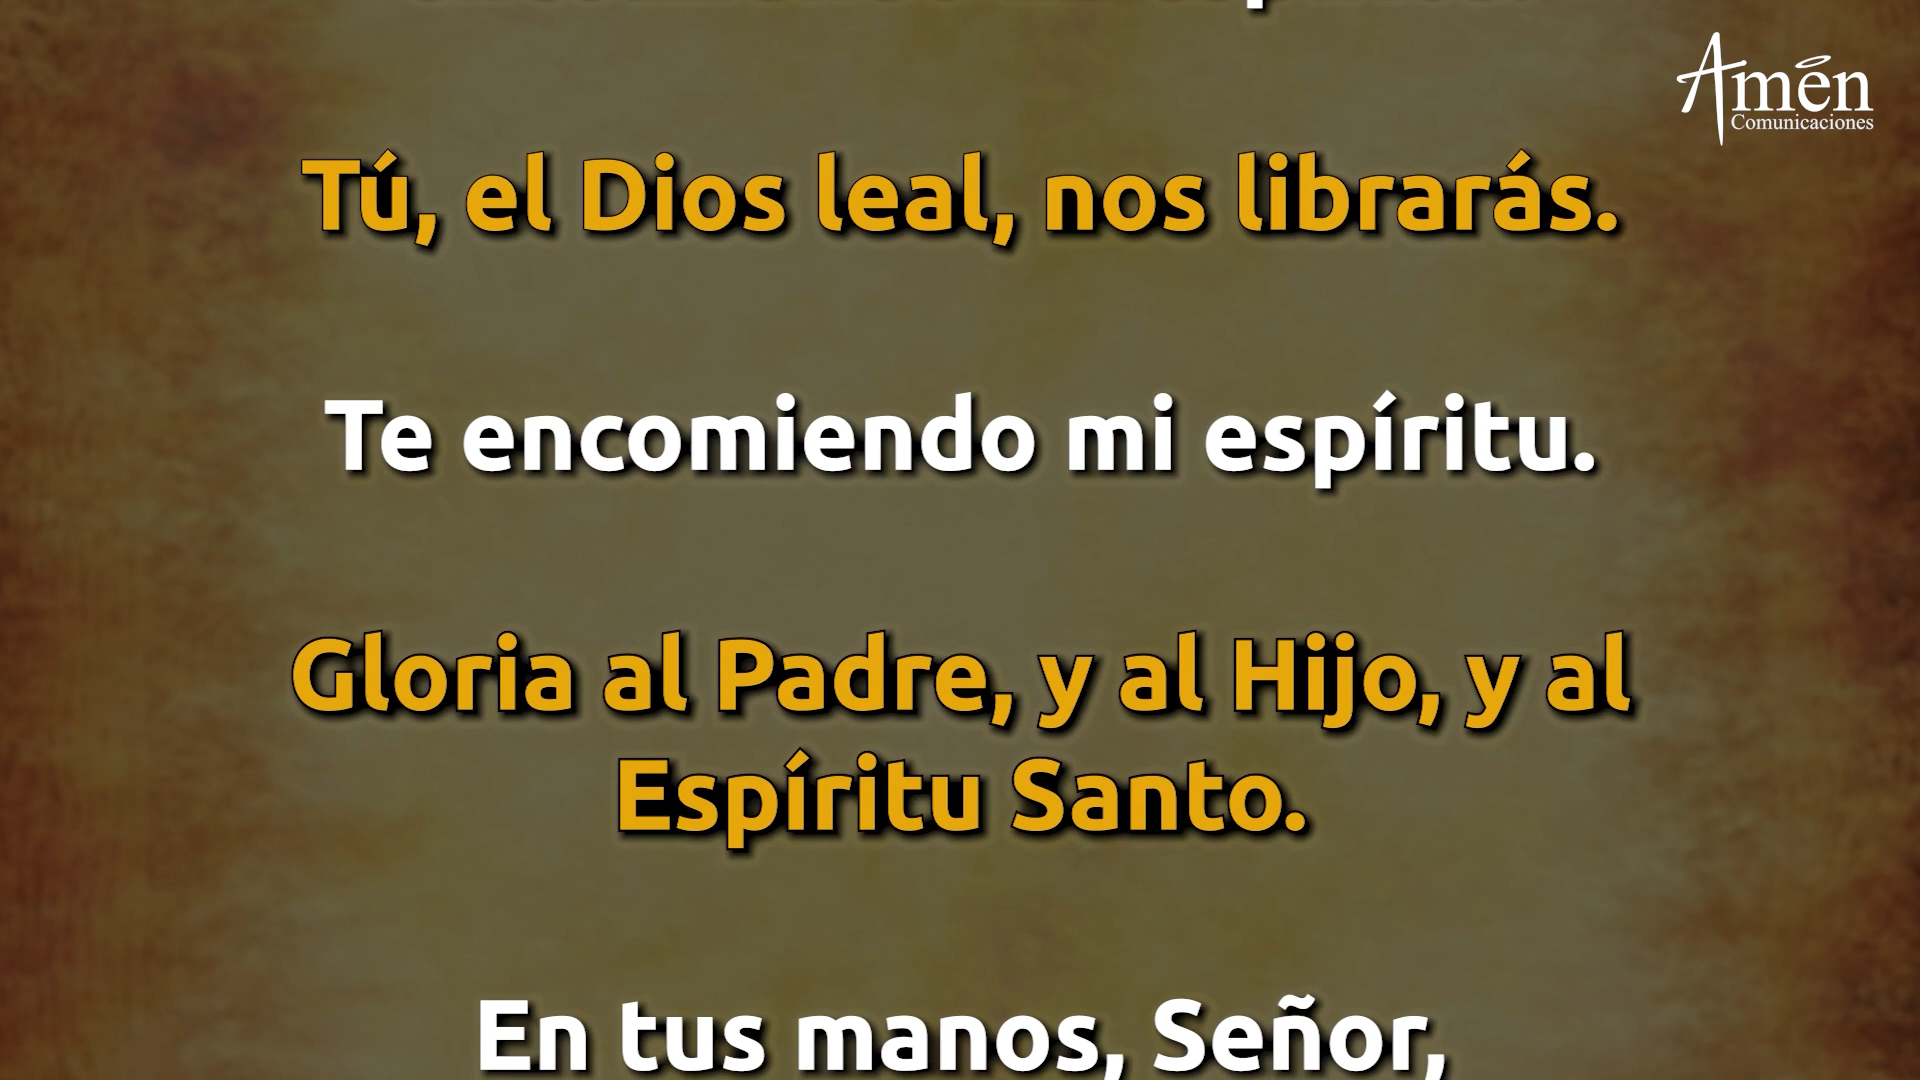 Amén
Comunicaciones
Tú, el Dios leal, nos librarás.
Te encomiendo mi espíritu.
Gloria al Padre, y al Hijo, y al
Espíritu Santo.
En tus manos, Señor,